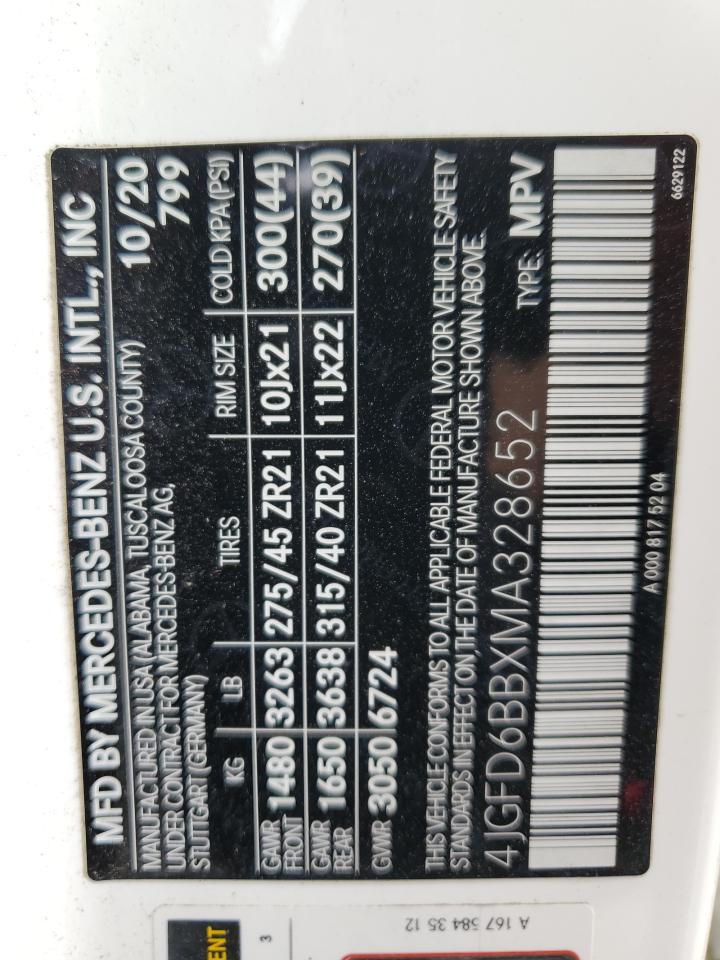 MFD BY MERCEDES-BENZ U.S. INTL., INC
MANUFACTURED IN USA (ALABAMA, TUSCALOOSA COUNTY) 10/20
UNDER CONTRACT FOR MERCEDES-BENZ AG, 799
STUTTGART (GERMANY)
KG LB TIRES RIM SIZE COLD KPA (PSI)
GAWR FRONT 1480 3263 275/45 ZR21 10Jx21 300(44)
GAWR REAR 1650 3638 315/40 ZR21 11Jx22 270(39)
GVWR 3050 6724
THIS VEHICLE CONFORMS TO ALL APPLICABLE FEDERAL MOTOR VEHICLE SAFETY
STANDARDS IN EFFECT ON THE DATE OF MANUFACTURE SHOWN ABOVE.
4JGFD6BBXMA328652 TYPE: MPV
A 000 817 52 04
6629122
A 167 584 35 12
3